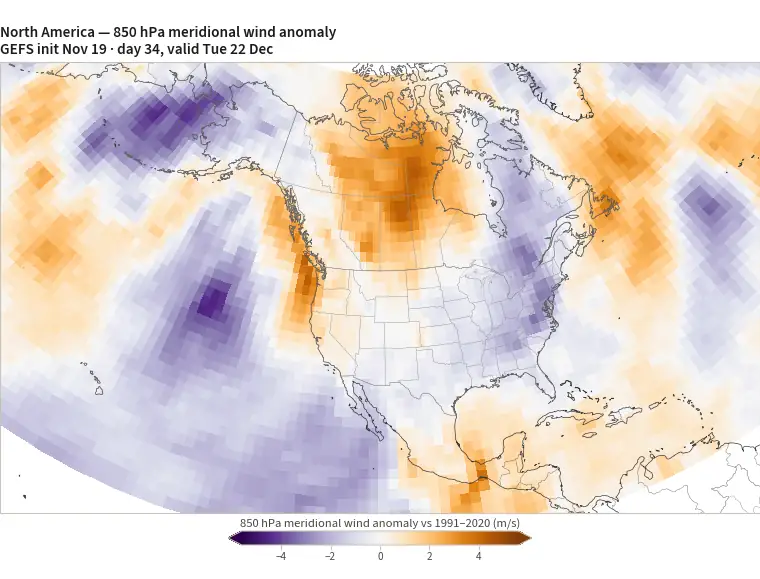 North America — 850 hPa meridional wind anomaly
GEFS init Nov 19 · day 34, valid Tue 22 Dec
850 hPa meridional wind anomaly vs 1991–2020 (m/s)
−4 −2 0 2 4